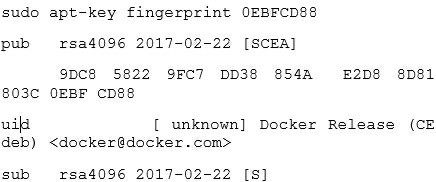 sudo apt-key fingerprint 0EBFCD88
pub rsa4096 2017-02-22 [SCEA]
9DC8 5822 9FC7 DD38 854A E2D8 8D81
803C 0EBF CD88
uid [ unknown] Docker Release (CE
deb) <docker@docker.com>
sub rsa4096 2017-02-22 [S]